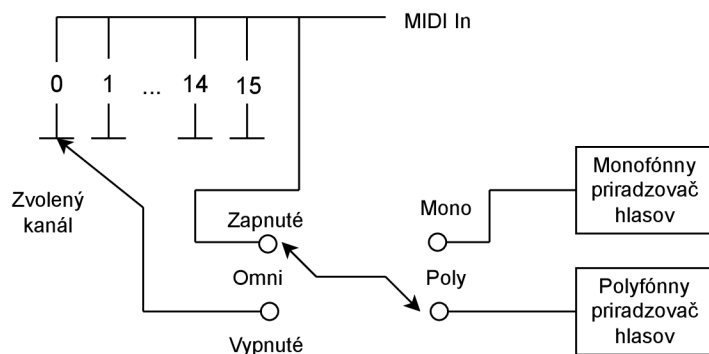 MIDI In
0 1 ... 14 15
Zvolený
kanál
Zapnuté
Omni
Vypnuté
Mono
Poly
Monofónny
priradzovač
hlasov
Polyfónny
priradzovač
hlasov